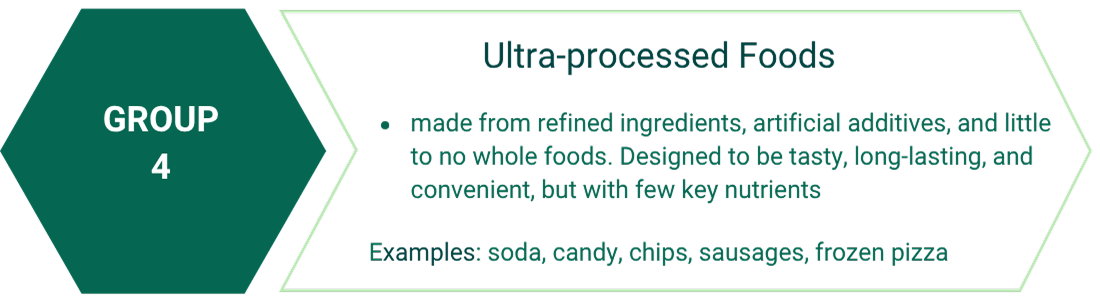 GROUP
4
Ultra-processed Foods
• made from refined ingredients, artificial additives, and little
to no whole foods. Designed to be tasty, long-lasting, and
convenient, but with few key nutrients
Examples: soda, candy, chips, sausages, frozen pizza